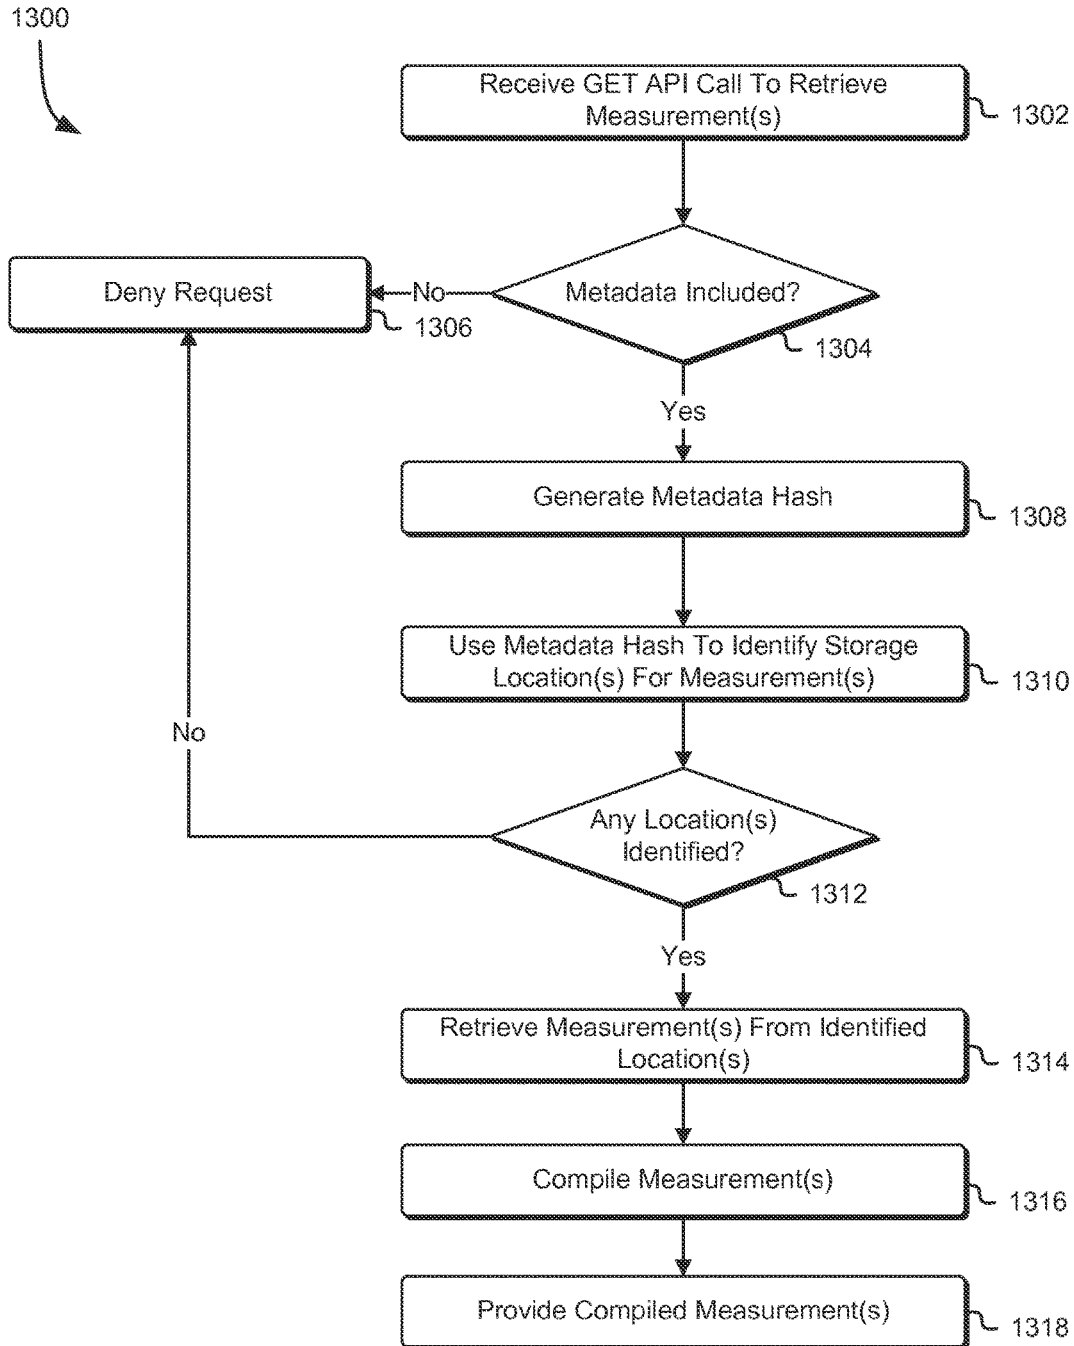 1300
Receive GET API Call To Retrieve
Measurement(s)
1302
Metadata Included?
1304
No
Deny Request
1306
Yes
Generate Metadata Hash
1308
Use Metadata Hash To Identify Storage
Location(s) For Measurement(s)
1310
No
Any Location(s)
Identified?
1312
Yes
Retrieve Measurement(s) From Identified
Location(s)
1314
Compile Measurement(s)
1316
Provide Compiled Measurement(s)
1318